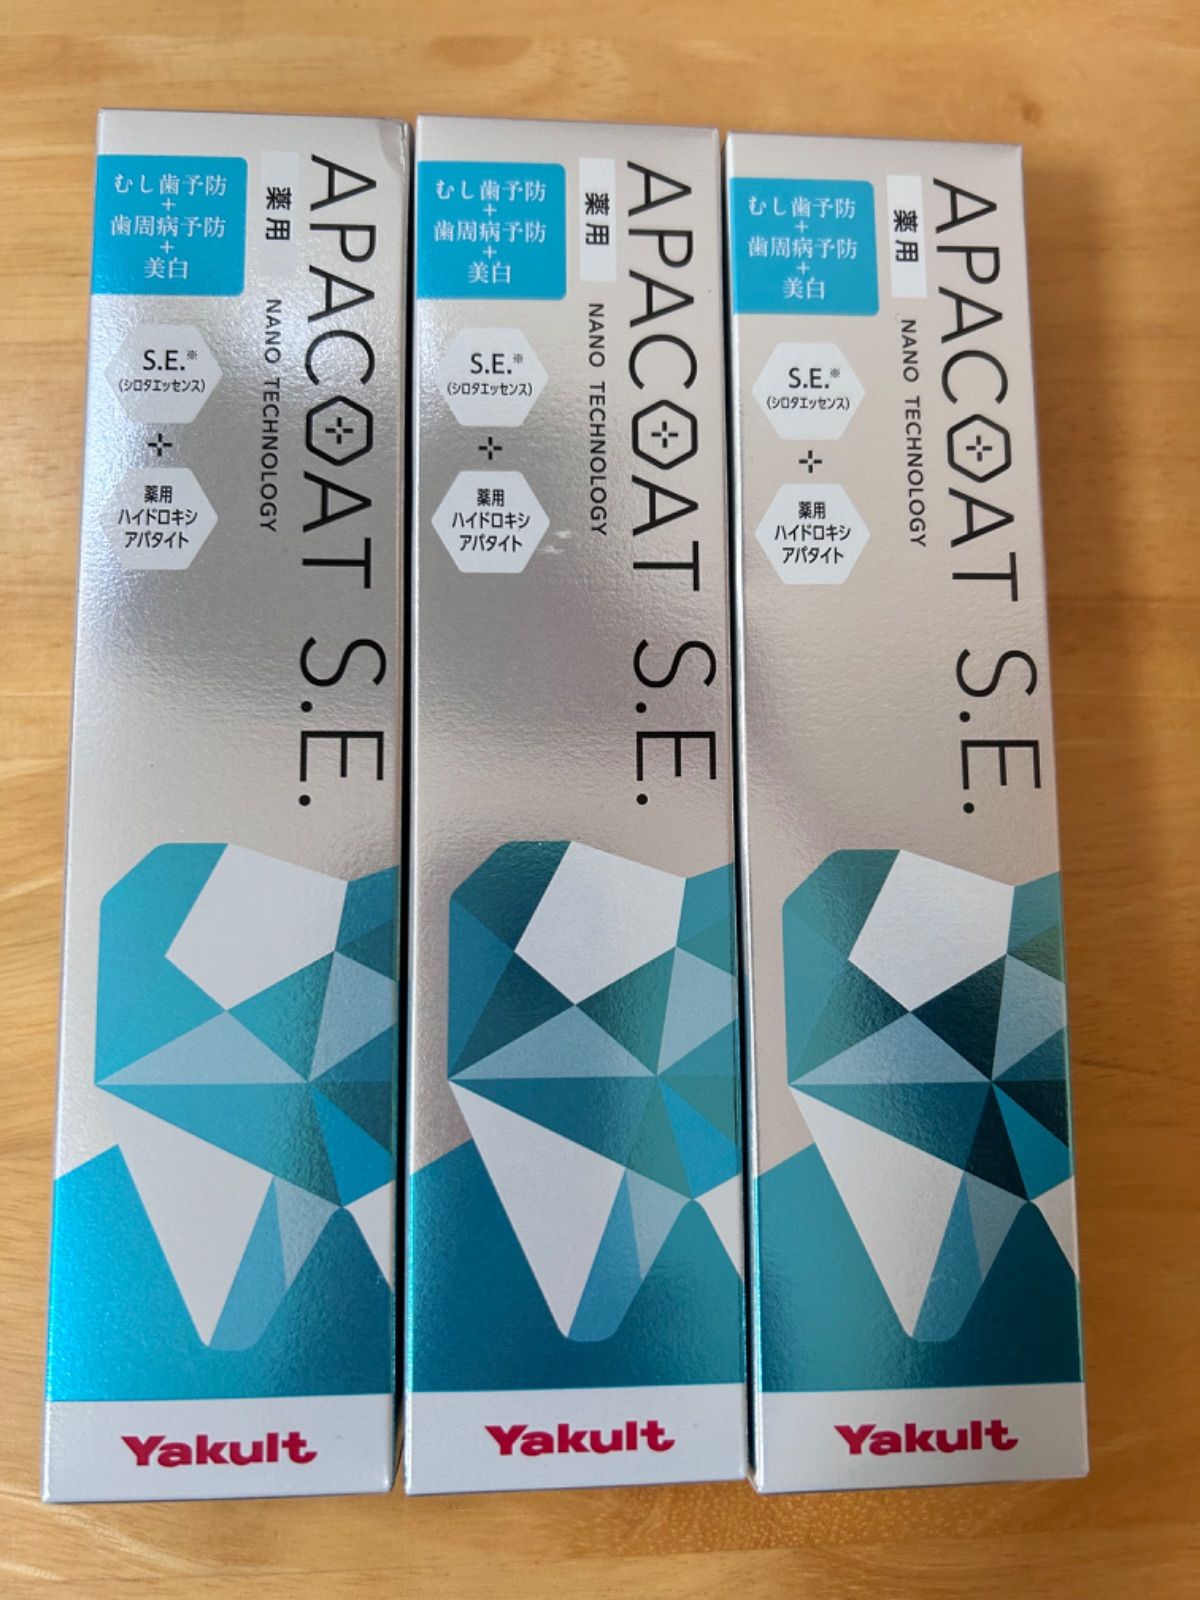 むし歯予防
+
歯周病予防
+
美白
薬用
APACOAT S.E.
NANO TECHNOLOGY
S.E.※
(シロタエッセンス)
薬用
ハイドロキシ
アパタイト
Yakult
むし歯予防
+
歯周病予防
+
美白
薬用
APACOAT S.E.
NANO TECHNOLOGY
S.E.※
(シロタエッセンス)
薬用
ハイドロキシ
アパタイト
Yakult
むし歯予防
+
歯周病予防
+
美白
薬用
APACOAT S.E.
NANO TECHNOLOGY
S.E.※
(シロタエッセンス)
薬用
ハイドロキシ
アパタイト
Yakult